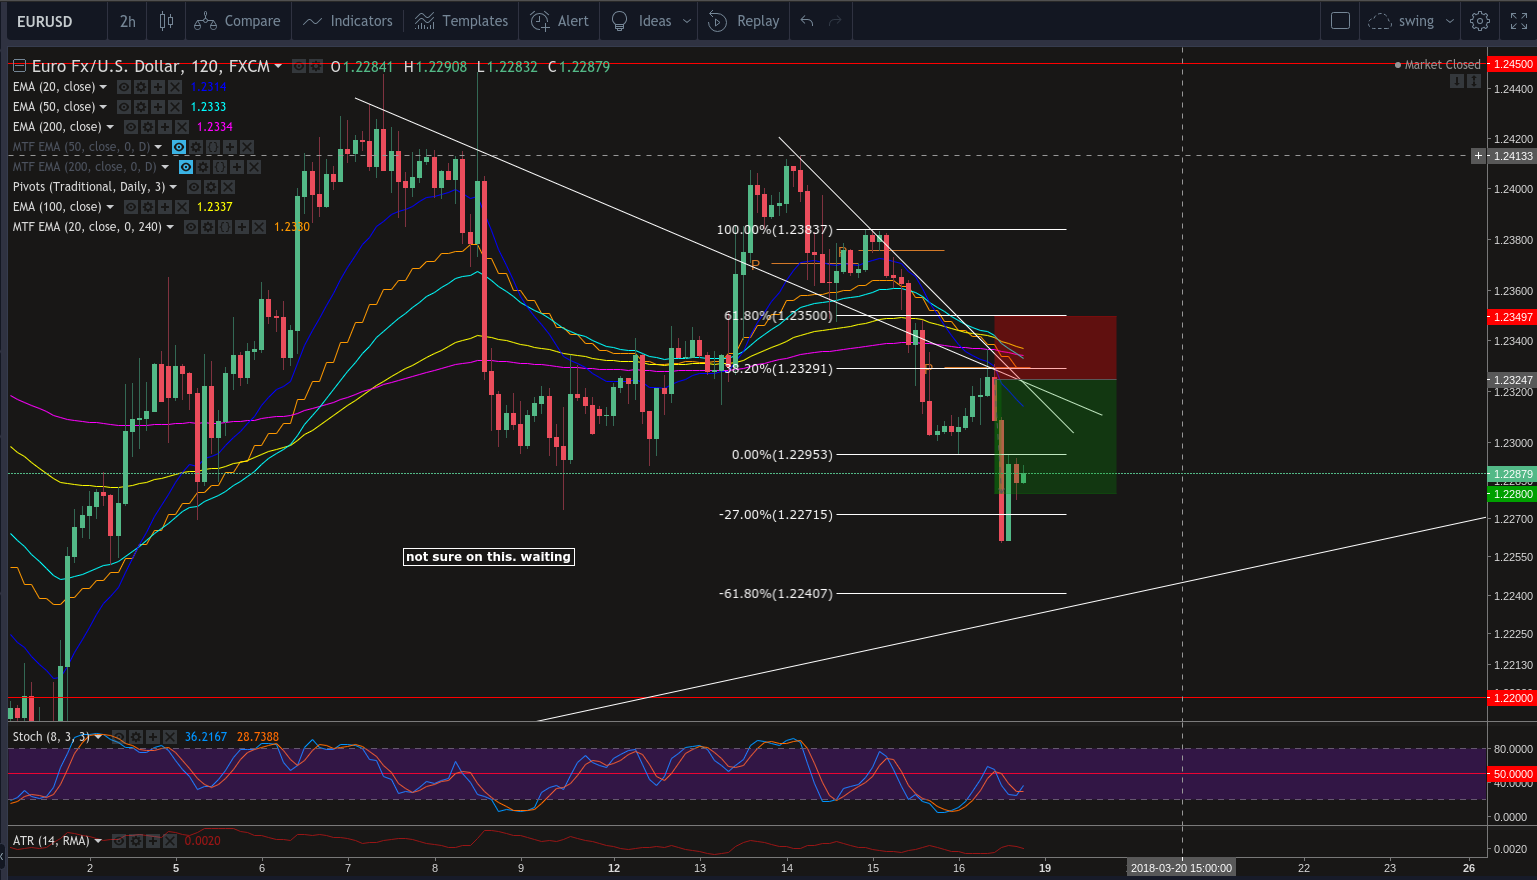 EURUSD 2h Compare Indicators Templates Alert Ideas Replay swing
Euro Fx/U.S. Dollar, 120, FXCM O1.22841 H1.22908 L1.22832 C1.22879
Market Closed
EMA (20, close)
EMA (50, close) 1.2333
EMA (200, close) 1.2334
MTF EMA (50, close, 0, D)
MTF EMA (200, close, 0, D)
Pivots (Traditional, Daily, 3)
EMA (100, close) 1.2337
MTF EMA (20, close, 0, 240) 1.2330
100.00%(1.23837)
P
P
61.80%(1.23500)
38.20%(1.23291)
P
0.00%(1.22953)
-27.00%(1.22715)
-61.80%(1.22407)
not sure on this. waiting
1.24500
1.24400
1.24200
1.24133
1.24000
1.23800
1.23600
1.23497
1.23400
1.23247
1.23200
1.23000
1.22879
1.22800
1.22700
1.22550
1.22400
1.22250
1.22130
1.22000
Stoch (8, 3, 3) 36.2167 28.7388
80.0000
50.0000
40.0000
0.0000
ATR (14, RMA) 0.0020
0.0020
2 5 6 7 8 9 12 13 14 15 16 19 2018-03-20 15:00:00 22 23 26